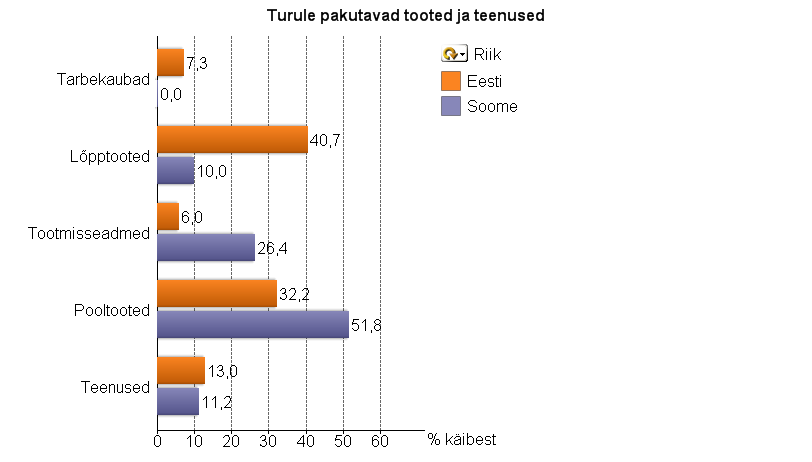 Turule pakutavad tooted ja teenused
Riik
Eesti
Soome
Tarbekaubad
7,3
0,0
Lõpptooted
40,7
10,0
Tootmisseadmed
6,0
26,4
Pooltooted
32,2
51,8
Teenused
13,0
11,2
0 10 20 30 40 50 60
% käibest